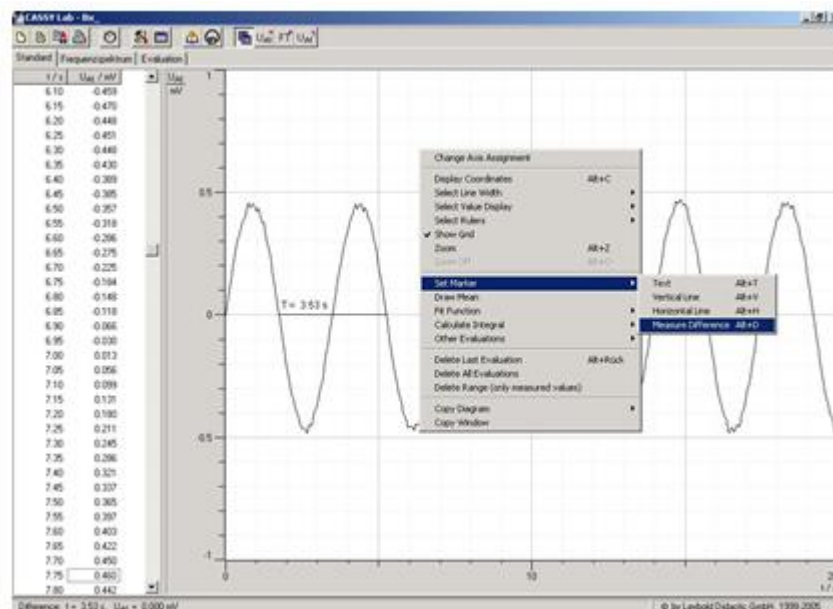 CASSY Lab - Bx_
Standard | Frequenzspektrum | Evaluation
t / s UA1 / mV
6.10 -0.459
6.15 -0.470
6.20 -0.448
6.25 -0.451
6.30 -0.448
6.35 -0.430
6.40 -0.389
6.45 -0.385
6.50 -0.357
6.55 -0.318
6.60 -0.286
6.65 -0.275
6.70 -0.225
6.75 -0.184
6.80 -0.148
6.85 -0.118
6.90 -0.066
6.95 -0.030
7.00 0.013
7.05 0.056
7.10 0.099
7.15 0.131
7.20 0.180
7.25 0.211
7.30 0.245
7.35 0.286
7.40 0.321
7.45 0.337
7.50 0.365
7.55 0.397
7.60 0.403
7.65 0.422
7.70 0.450
7.75 0.460
7.80 0.442
mV
1
0.5
0
-0.5
-1
0
10
T = 3.53 s
Change Axis Assignment
Display Coordinates Alt+C
Select Line Width
Select Value Display
Select Rulers
Show Grid
Zoom Alt+Z
Zoom Off Alt+O
Set Marker
Draw Mean
Fit Function
Calculate Integral
Other Evaluations
Delete Last Evaluation Alt+Rück
Delete All Evaluations
Delete Range (only measured values)
Copy Diagram
Copy Window
Text Alt+T
Vertical Line Alt+V
Horizontal Line Alt+H
Measure Difference Alt+D
Difference: t = 3.53 s, UA1 = 0.000 mV
© by Leybold Didactic GmbH, 1999-2005